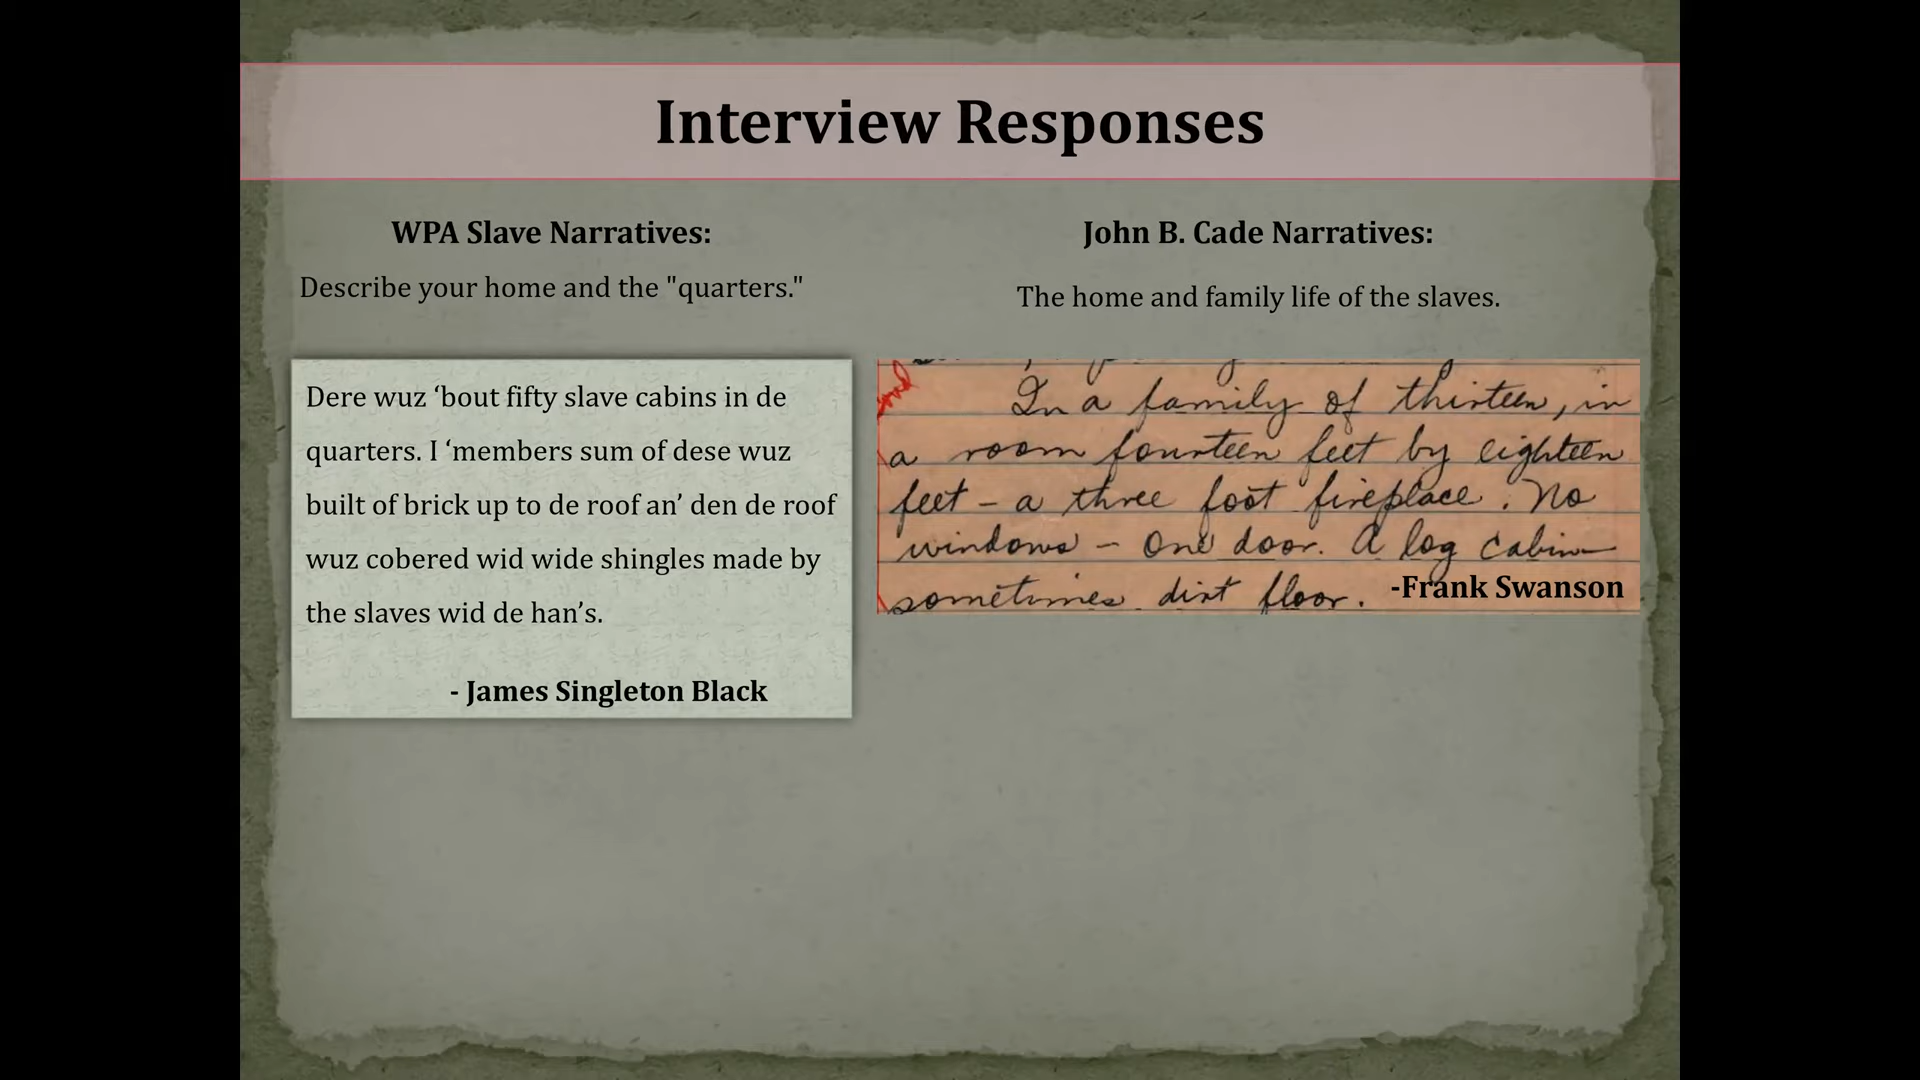 Interview Responses
WPA Slave Narratives:
Describe your home and the "quarters."
Dere wuz ‘bout fifty slave cabins in de
quarters. I ‘members sum of dese wuz
built of brick up to de roof an’ den de roof
wuz cobered wid wide shingles made by
the slaves wid de han’s.
- James Singleton Black
John B. Cade Narratives:
The home and family life of the slaves.
In a family of thirteen, in
a room fourteen feet by eighteen
feet – a three foot fireplace. No
windows – One door. A log cabin
sometimes dirt floor.
-Frank Swanson